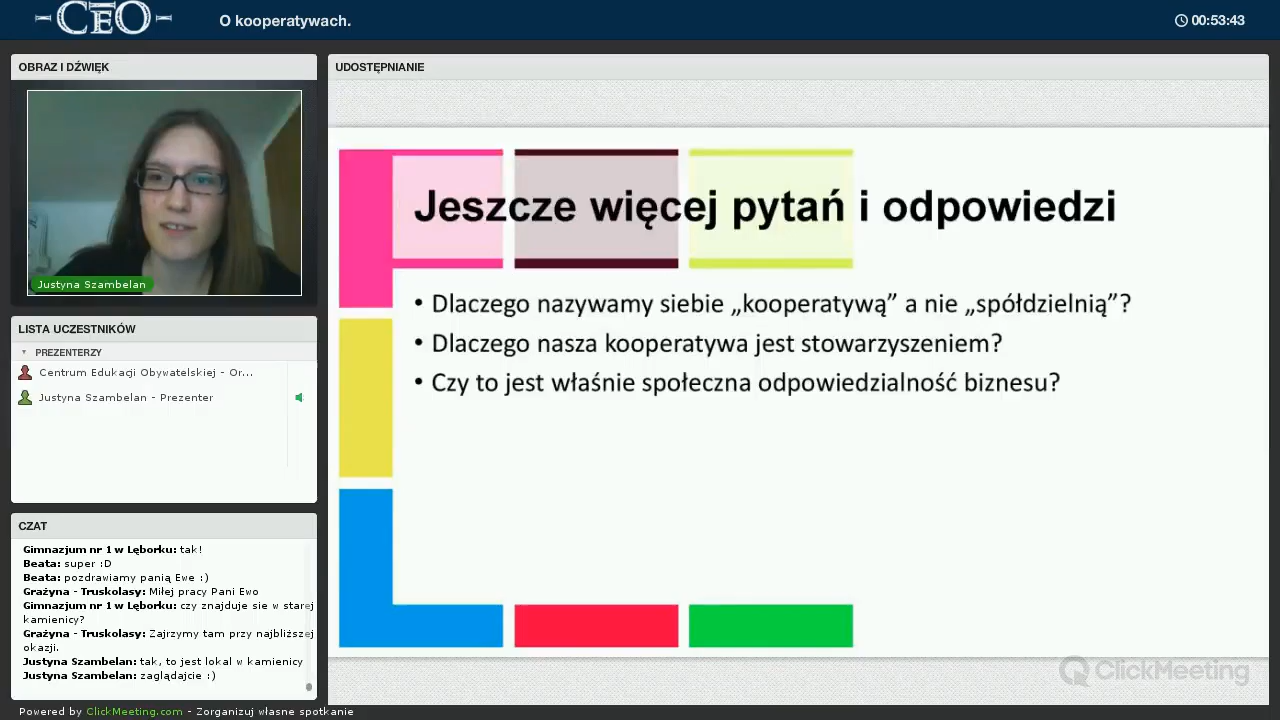 CEO
O kooperatywach.
00:53:43
OBRAZ I DŹWIĘK
Justyna Szambelan
LISTA UCZESTNIKÓW
PREZENTERZY
Centrum Edukacji Obywatelskiej - Or...
Justyna Szambelan - Prezenter
CZAT
Gimnazjum nr 1 w Lęborku: tak!
Beata: super :D
Beata: pozdrawiamy panią Ewe :)
Grażyna - Truskolasy: Miłej pracy Pani Ewo
Gimnazjum nr 1 w Lęborku: czy znajduje sie w starej
kamienicy?
Grażyna - Truskolasy: Zajrzymy tam przy najbliższej
okazji.
Justyna Szambelan: tak, to jest lokal w kamienicy
Justyna Szambelan: zaglądajcie :)
UDOSTĘPNIANIE
Jeszcze więcej pytań i odpowiedzi
• Dlaczego nazywamy siebie „kooperatywą” a nie „spółdzielnią”?
• Dlaczego nasza kooperatywa jest stowarzyszeniem?
• Czy to jest właśnie społeczna odpowiedzialność biznesu?
ClickMeeting
Powered by ClickMeeting.com - Zorganizuj własne spotkanie